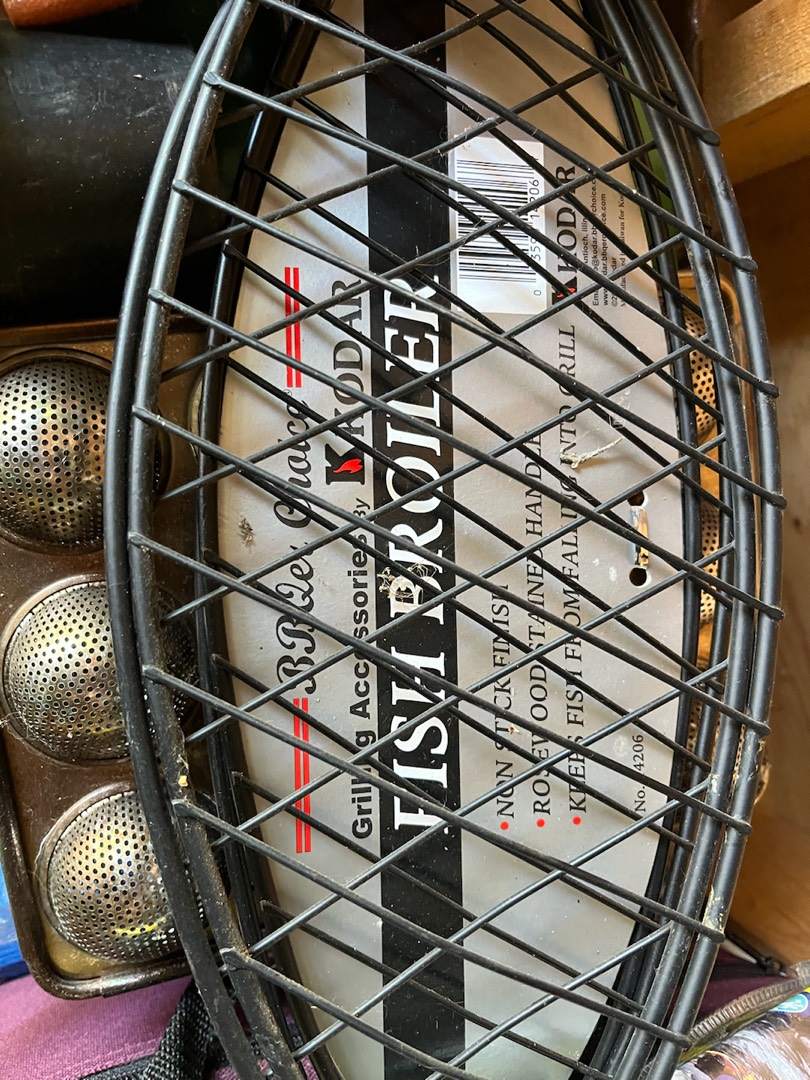 BBQer's Choice
Grilling Accessories By KODAR
FISH BROILER
• NON STICK FINISH
• ROSEWOOD STAINED HANDLE
• KEEPS FISH FROM FALLING INTO GRILL
No. 14206
KODAR